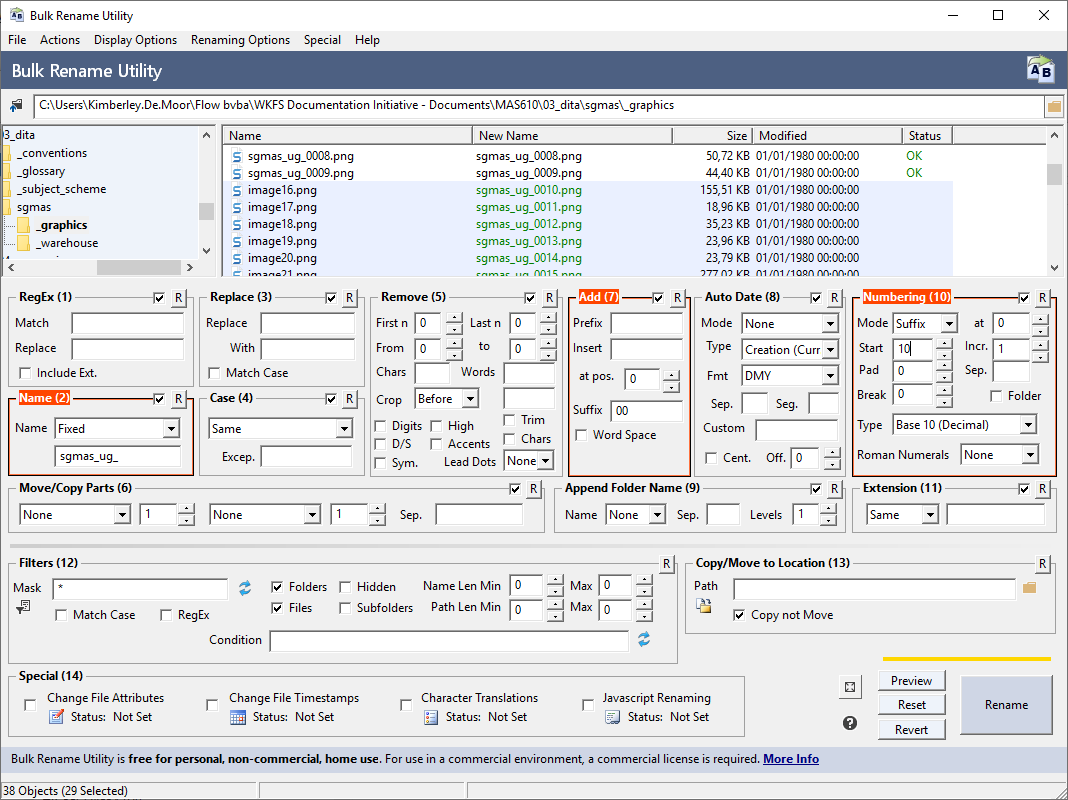 Bulk Rename Utility
File Actions Display Options Renaming Options Special Help
Bulk Rename Utility
C:\Users\Kimberley.De.Moor\Flow bvba\WKFS Documentation Initiative - Documents\MAS610\03_dita\sgmas\_graphics
3_dita
_conventions
_glossary
_subject_scheme
sgmas
_graphics
_warehouse
Name New Name Size Modified Status
sgmas_ug_0008.png sgmas_ug_0008.png 50,72 KB 01/01/1980 00:00:00 OK
sgmas_ug_0009.png sgmas_ug_0009.png 44,40 KB 01/01/1980 00:00:00 OK
image16.png sgmas_ug_0010.png 155,51 KB 01/01/1980 00:00:00
image17.png sgmas_ug_0011.png 18,96 KB 01/01/1980 00:00:00
image18.png sgmas_ug_0012.png 35,23 KB 01/01/1980 00:00:00
image19.png sgmas_ug_0013.png 23,96 KB 01/01/1980 00:00:00
image20.png sgmas_ug_0014.png 23,79 KB 01/01/1980 00:00:00
image21.png sgmas_ug_0015.png 277,02 KB 01/01/1980 00:00:00
RegEx (1) R
Match
Replace
Include Ext.
Name (2) R
Name Fixed
sgmas_ug_
Replace (3) R
Replace
With
Match Case
Case (4) R
Same
Excep.
Remove (5) R
First n 0 Last n 0
From 0 to 0
Chars Words
Crop Before
Digits High Trim
D/S Accents Chars
Sym. Lead Dots None
Add (7) R
Prefix
Insert
at pos. 0
Suffix 00
Word Space
Auto Date (8) R
Mode None
Type Creation (Curr
Fmt DMY
Sep. Seg.
Custom
Cent. Off. 0
Numbering (10) R
Mode Suffix at 0
Start 10 Incr. 1
Pad 0 Sep.
Break 0 Folder
Type Base 10 (Decimal)
Roman Numerals None
Move/Copy Parts (6) R
None 1 None 1 Sep.
Append Folder Name (9) R
Name None Sep. Levels 1
Extension (11) R
Same
Filters (12) R
Mask * Folders Hidden Name Len Min 0 Max 0
Files Subfolders Path Len Min 0 Max 0
Match Case RegEx
Condition
Copy/Move to Location (13) R
Path
Copy not Move
Special (14)
Change File Attributes Change File Timestamps Character Translations Javascript Renaming
Status: Not Set Status: Not Set Status: Not Set Status: Not Set
Preview
Reset
Revert
Rename
Bulk Rename Utility is free for personal, non-commercial, home use. For use in a commercial environment, a commercial license is required. More Info
38 Objects (29 Selected)